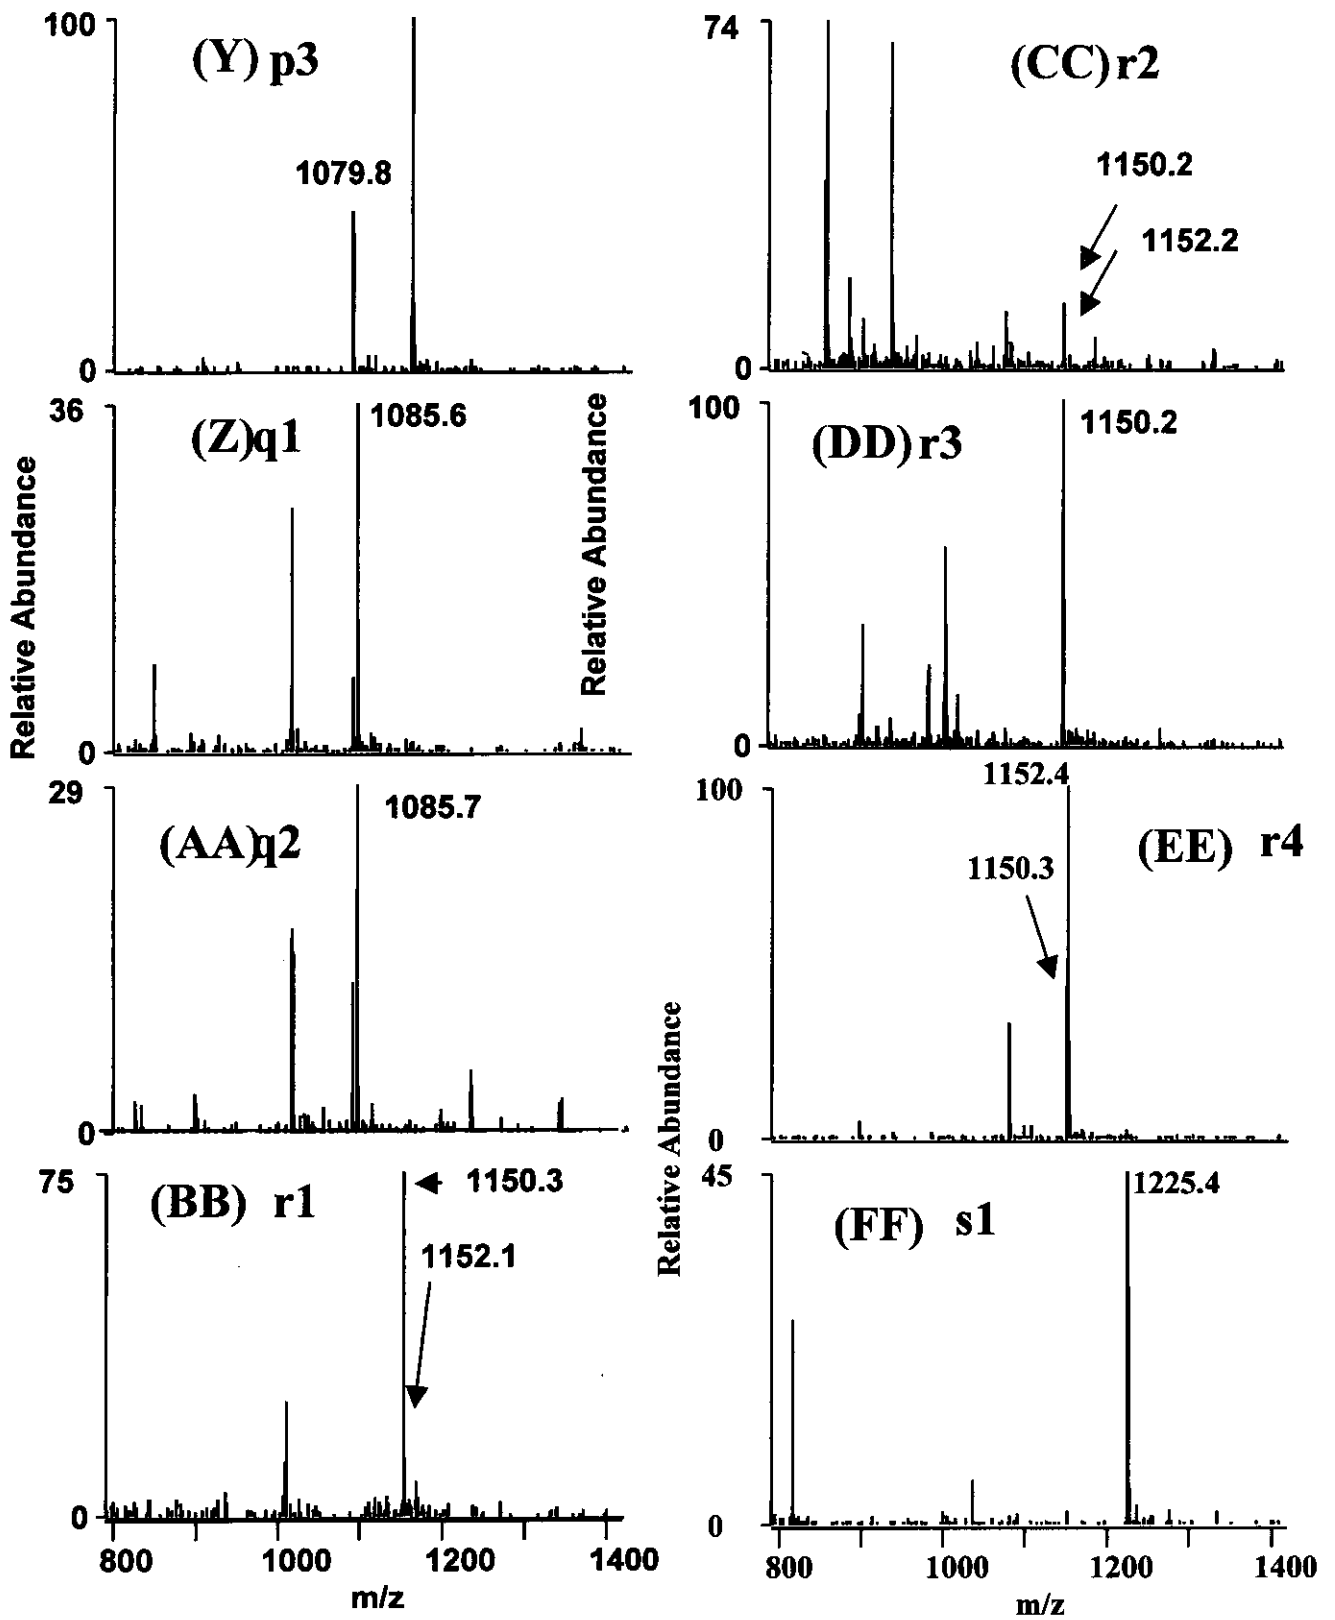 100
(Y) p3
1079.8
0
36
(Z)q1
1085.6
0
Relative Abundance
Relative Abundance
29
(AA)q2
1085.7
0
75
(BB) r1
1150.3
1152.1
0
800 1000 1200 1400
m/z
74
(CC) r2
1150.2
1152.2
0
100
(DD) r3
1150.2
0
1152.4
100
(EE) r4
1150.3
0
Relative Abundance
45
(FF) s1
1225.4
0
800 1000 1200 1400
m/z